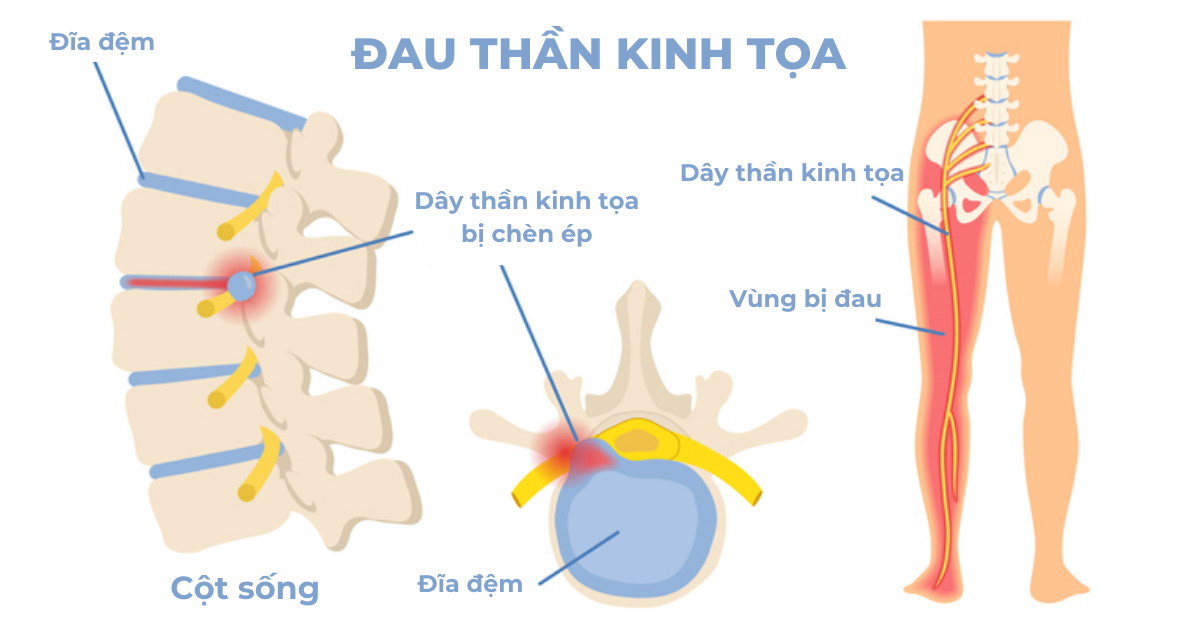 ĐAU THẦN KINH TỌA
Đĩa đệm
Dây thần kinh tọa
bị chèn ép
Dây thần kinh tọa
Vùng bị đau
Cột sống
Đĩa đệm